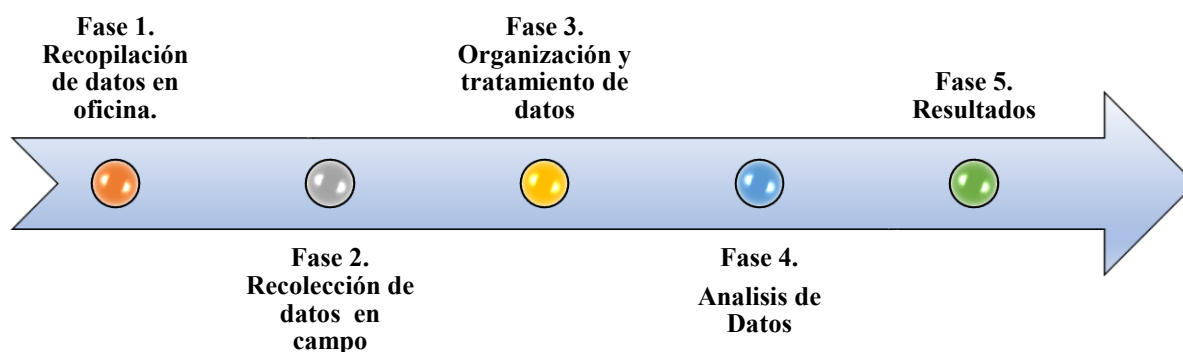 Fase 1.
Recopilación
de datos en
oficina.
Fase 2.
Recolección de
datos en
campo
Fase 3.
Organización y
tratamiento de
datos
Fase 4.
Analisis de
Datos
Fase 5.
Resultados